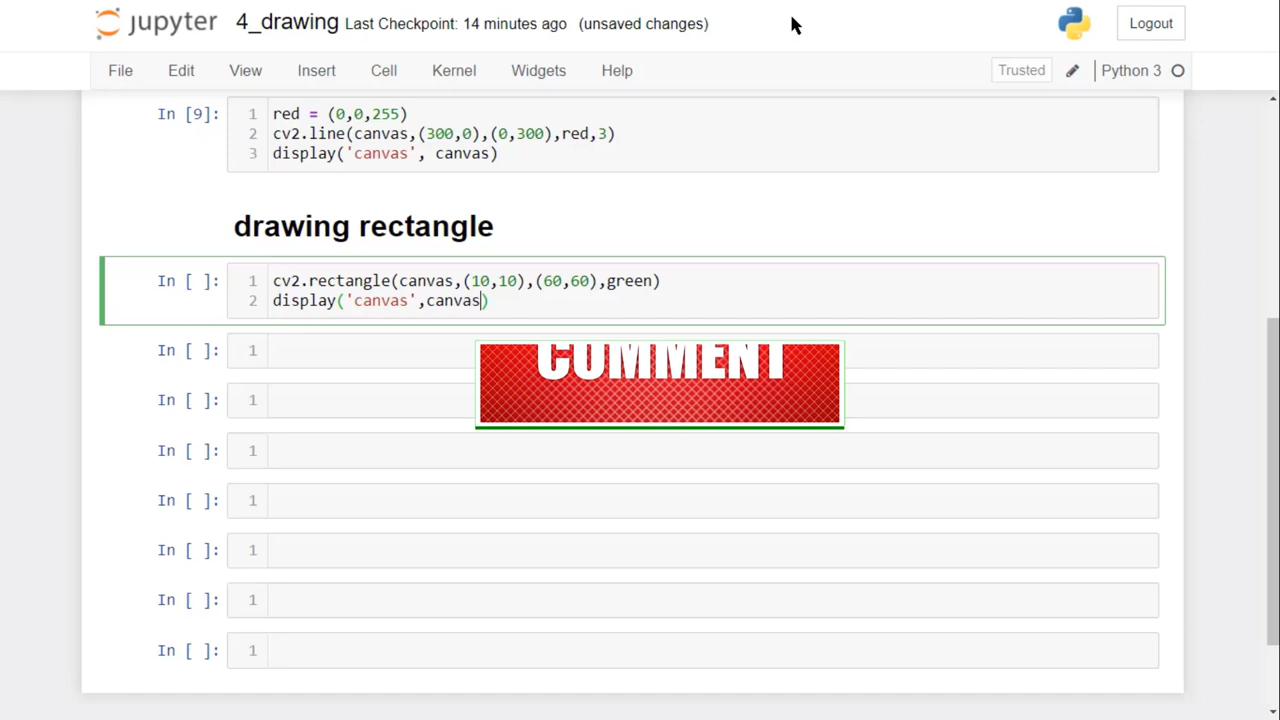 jupyter 4_drawing Last Checkpoint: 14 minutes ago (unsaved changes) Logout
File Edit View Insert Cell Kernel Widgets Help Trusted Python 3
In [9]: 1 red = (0,0,255)
2 cv2.line(canvas,(300,0),(0,300),red,3)
3 display('canvas', canvas)
drawing rectangle
In [ ]: 1 cv2.rectangle(canvas,(10,10),(60,60),green)
2 display('canvas',canvas)
In [ ]: 1
COMMENT
In [ ]: 1
In [ ]: 1
In [ ]: 1
In [ ]: 1
In [ ]: 1
In [ ]: 1